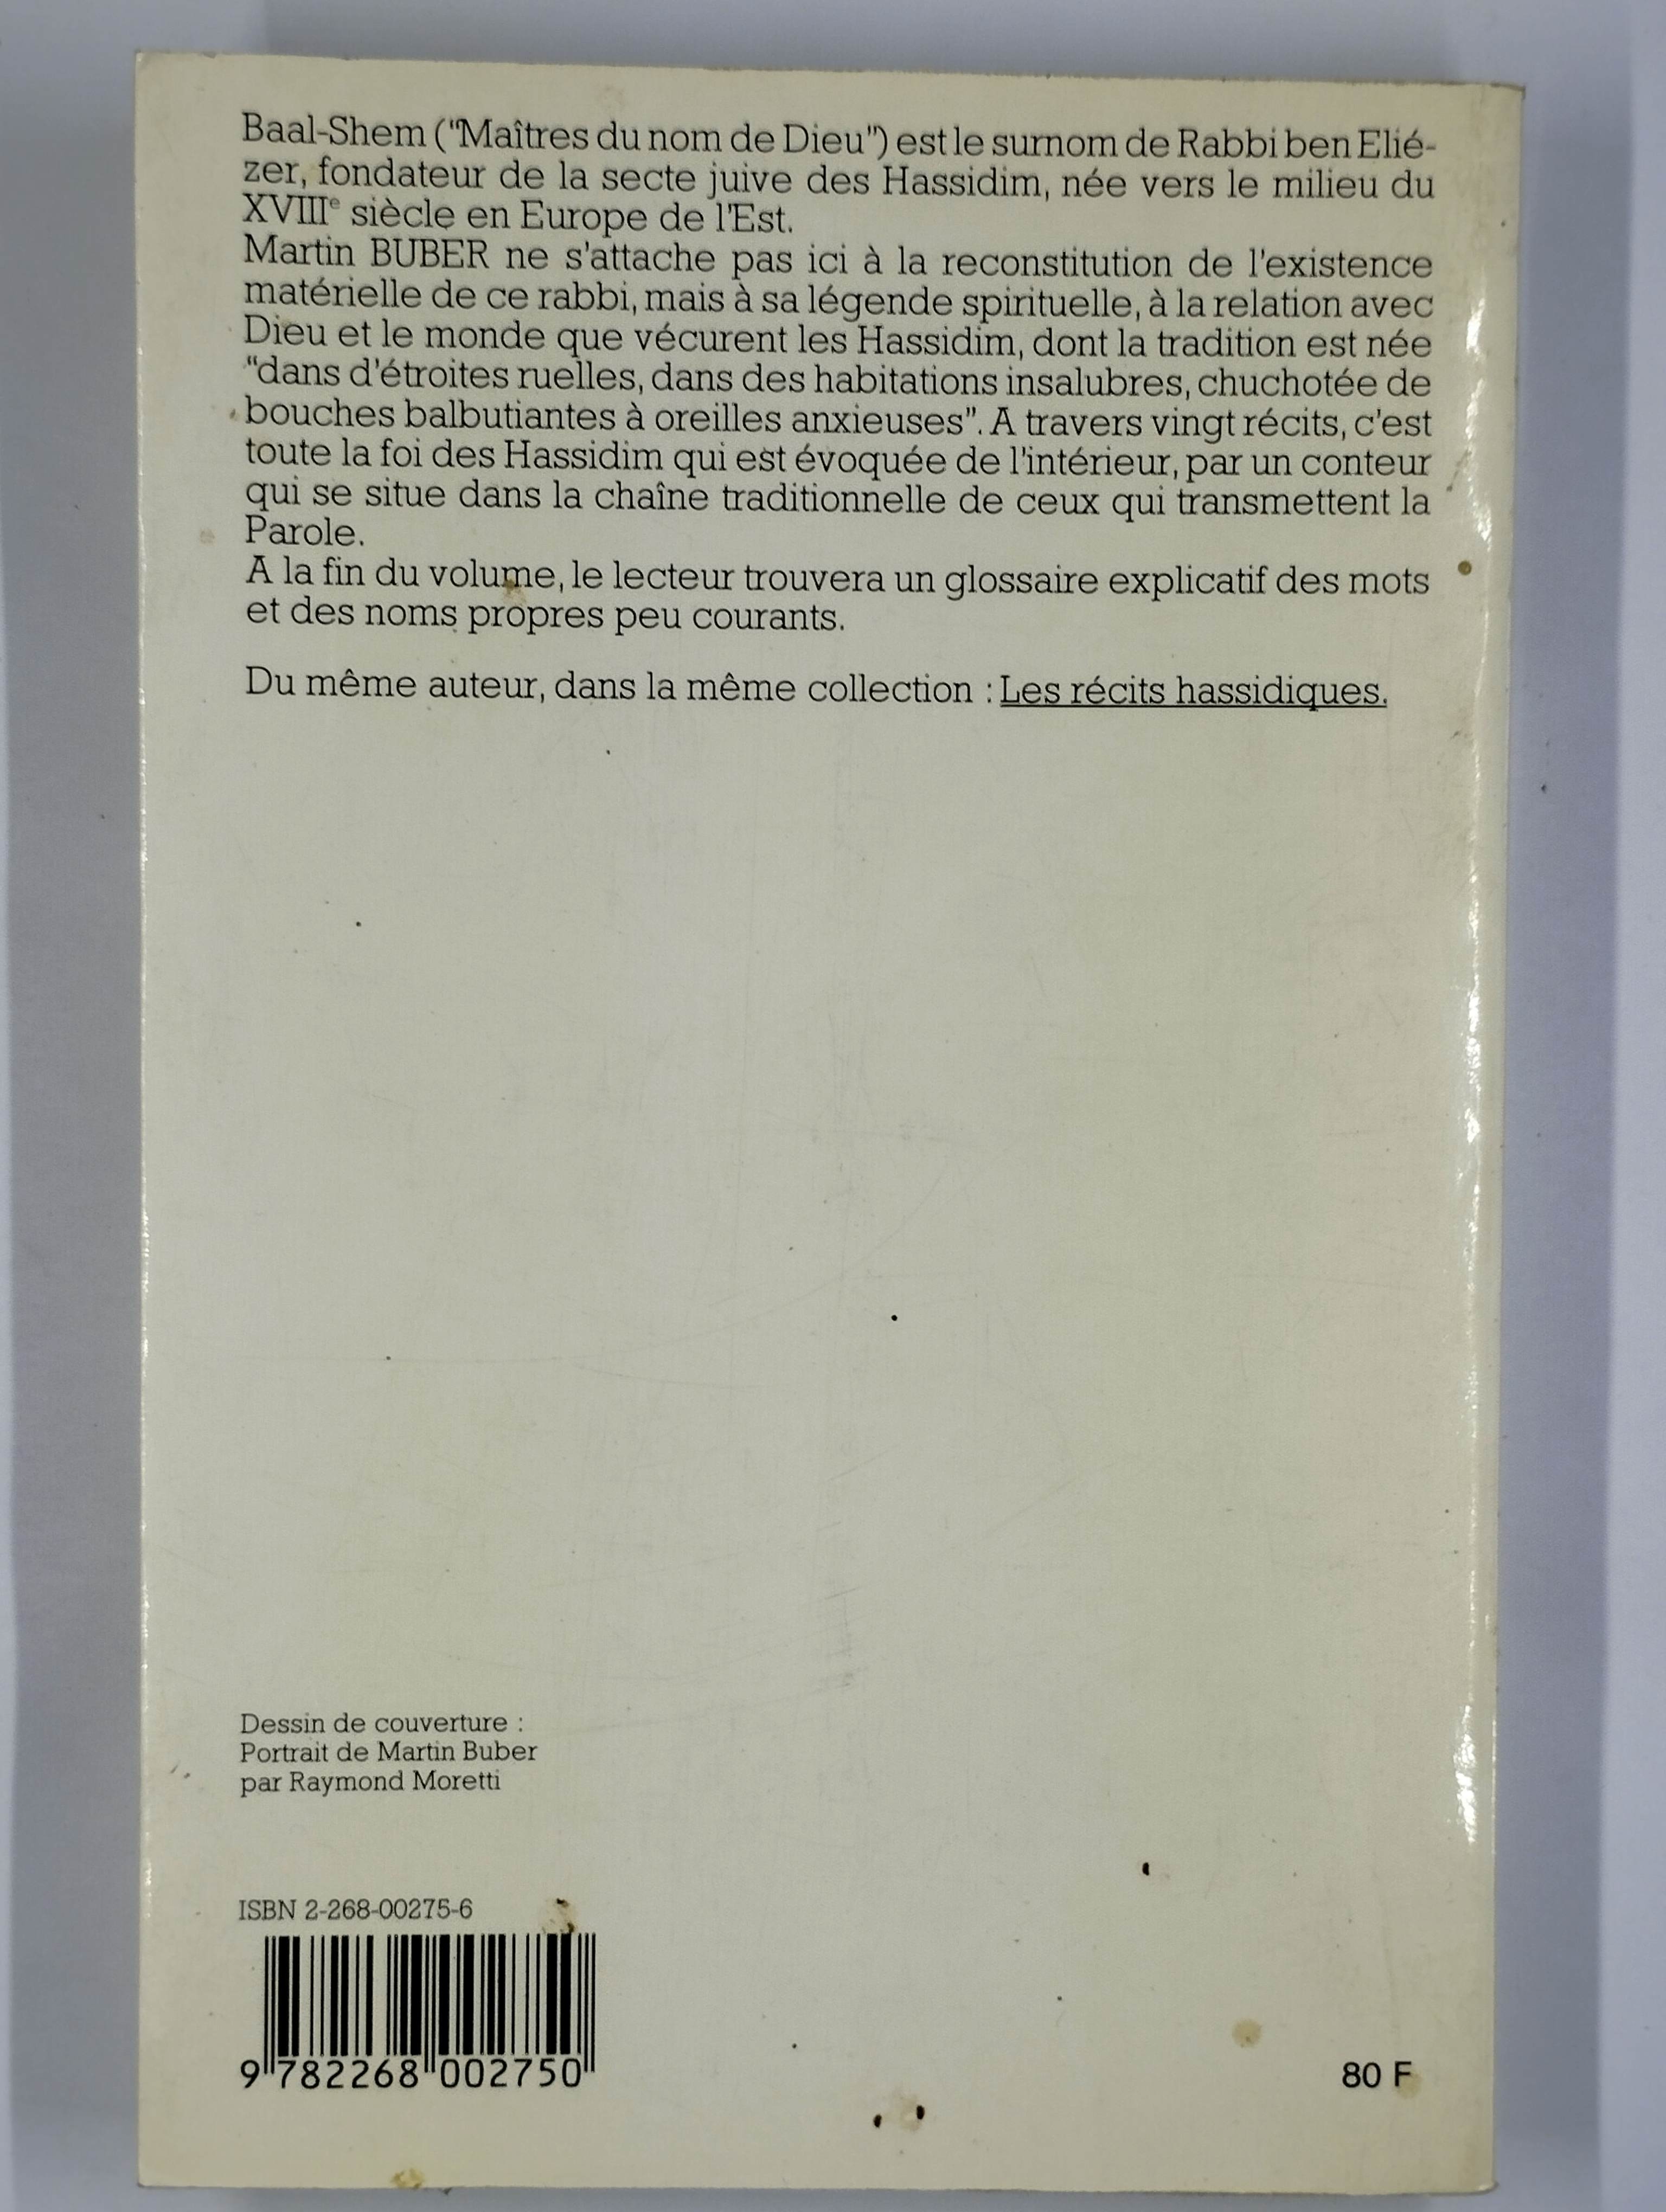 Baal-Shem ("Maîtres du nom de Dieu") est le surnom de Rabbi ben Elié-
zer, fondateur de la secte juive des Hassidim, née vers le milieu du
XVIIIe siècle en Europe de l'Est.
Martin BUBER ne s'attache pas ici à la reconstitution de l'existence
matérielle de ce rabbi, mais à sa légende spirituelle, à la relation avec
Dieu et le monde que vécurent les Hassidim, dont la tradition est née
"dans d'étroites ruelles, dans des habitations insalubres, chuchotée de
bouches balbutiantes à oreilles anxieuses". A travers vingt récits, c'est
toute la foi des Hassidim qui est évoquée de l'intérieur, par un conteur
qui se situe dans la chaîne traditionnelle de ceux qui transmettent la
Parole.
A la fin du volume, le lecteur trouvera un glossaire explicatif des mots
et des noms propres peu courants.
Du même auteur, dans la même collection : Les récits hassidiques.
Dessin de couverture :
Portrait de Martin Buber
par Raymond Moretti
ISBN 2-268-00275-6
9 782268 002750
80 F